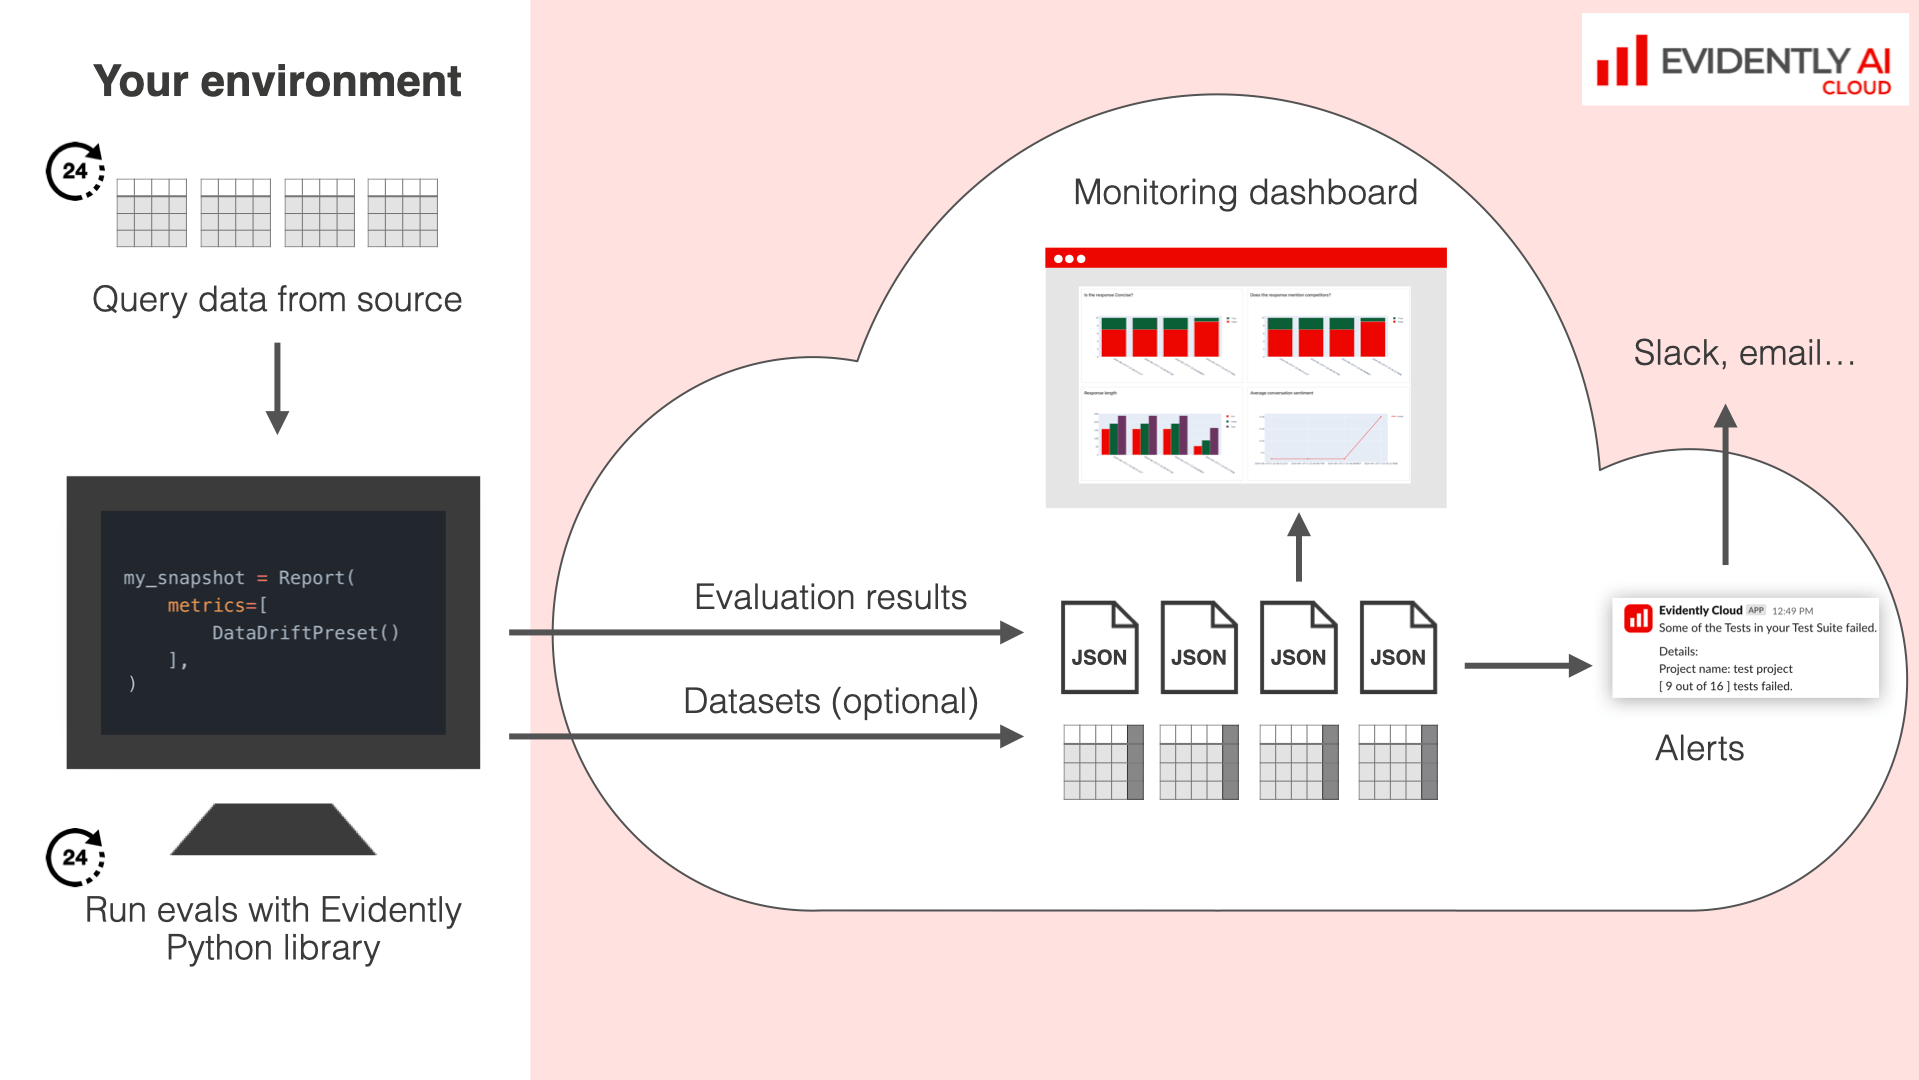 Your environment
24
Query data from source
my_snapshot = Report(
metrics=[
DataDriftPreset()
],
)
24
Run evals with Evidently
Python library
EVIDENTLY AI
CLOUD
Monitoring dashboard
Is the response Concise?
Does the response mention competitors?
Response length
Average conversation sentiment
Evaluation results
Datasets (optional)
JSON
JSON
JSON
JSON
Slack, email...
Evidently Cloud APP 12:49 PM
Some of the Tests in your Test Suite failed.
Details:
Project name: test project
[ 9 out of 16 ] tests failed.
Alerts